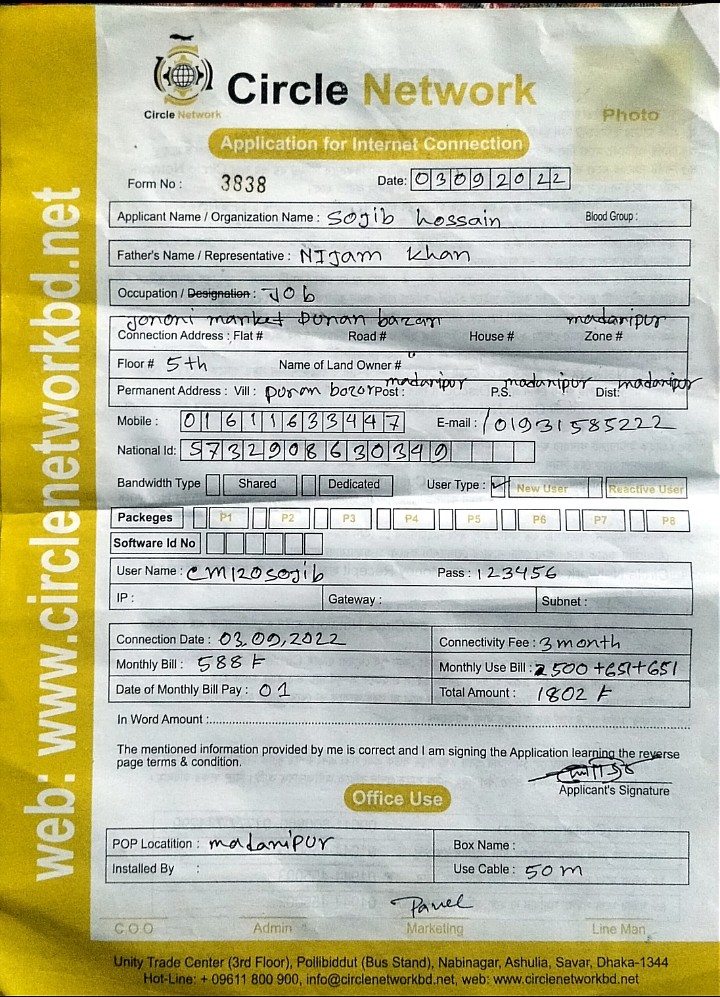 Circle Network
Circle Network
Photo
Application for Internet Connection
Form No : 3838 Date: 03092022
Applicant Name / Organization Name : Sojib hossain Blood Group :
Father's Name / Representative : NIJam khan
Occupation / Designation : JOb
Jononi market Puran bazar madaripur
Connection Address : Flat # Road # House # Zone #
Floor # 5th Name of Land Owner #
Permanent Address : Vill : puran bazar Post : madaripur P.S. madaripur Dist: madaripur
Mobile : 01611633447 E-mail : /01931585222
National Id: 5732908630349
Bandwidth Type Shared Dedicated User Type : ✓ New User Reactive User
Packeges P1 P2 P3 P4 P5 P6 P7 P8
Software Id No
User Name : CM120sojib Pass : 123456
IP : Gateway : Subnet :
Connection Date : 03.09,2022 Connectivity Fee : 3 month
Monthly Bill : 588 ৳ Monthly Use Bill : 500+651+651
Date of Monthly Bill Pay : 01 Total Amount : 1802 ৳
In Word Amount :
The mentioned information provided by me is correct and I am signing the Application learning the reverse
page terms & condition.
Applicant's Signature
Office Use
POP Locatition : madaripur Box Name :
Installed By : Use Cable : 50 m
C.O.O Admin Marketing Line Man
Unity Trade Center (3rd Floor), Pollibiddut (Bus Stand), Nabinagar, Ashulia, Savar, Dhaka-1344
Hot-Line: + 09611 800 900, info@circlenetworkbd.net, web: www.circlenetworkbd.net
web: www.circlenetworkbd.net